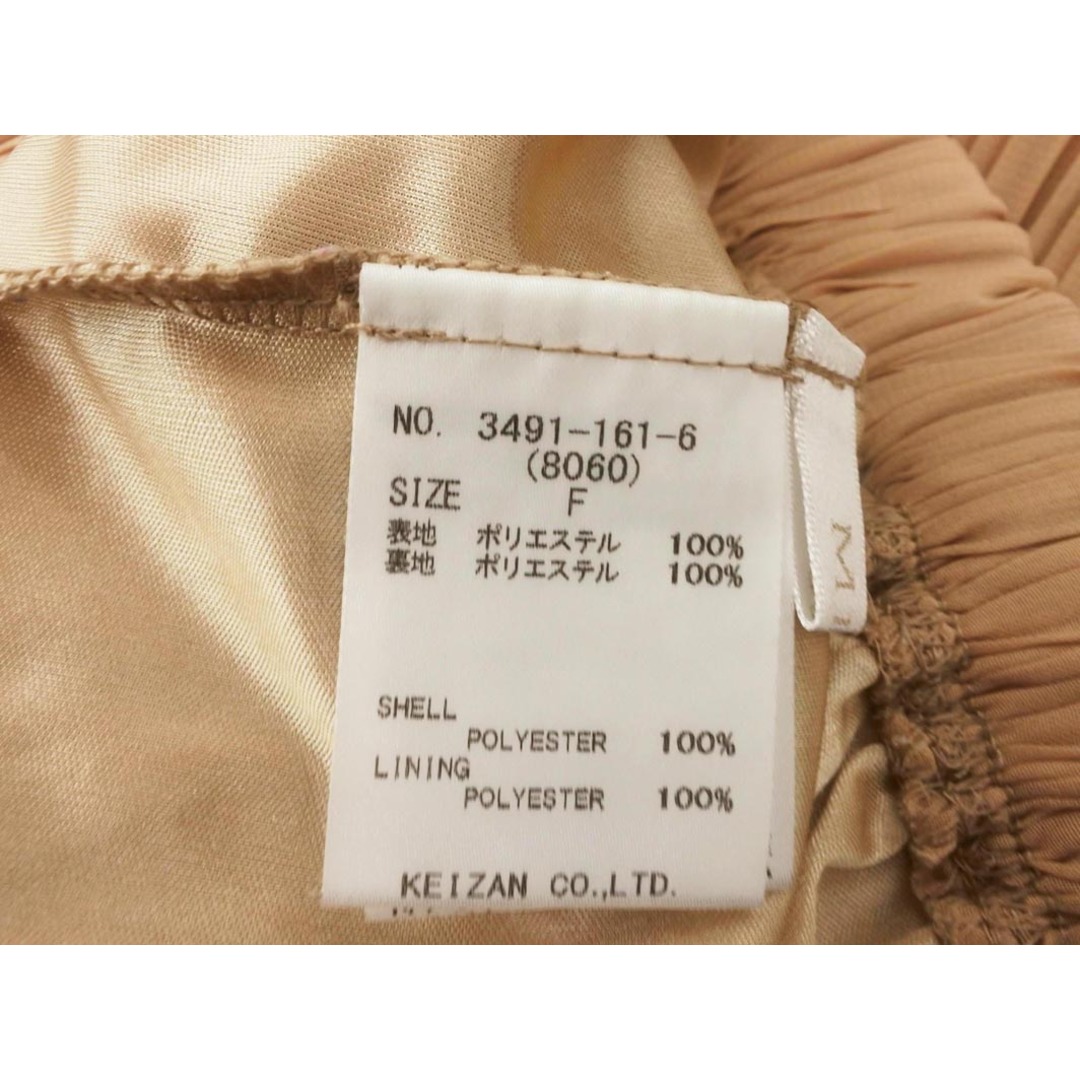 NO. 3491-161-6
(8060)
SIZE F
表地 ポリエステル 100%
裏地 ポリエステル 100%
SHELL
POLYESTER 100%
LINING
POLYESTER 100%
KEIZAN CO.,LTD.
M